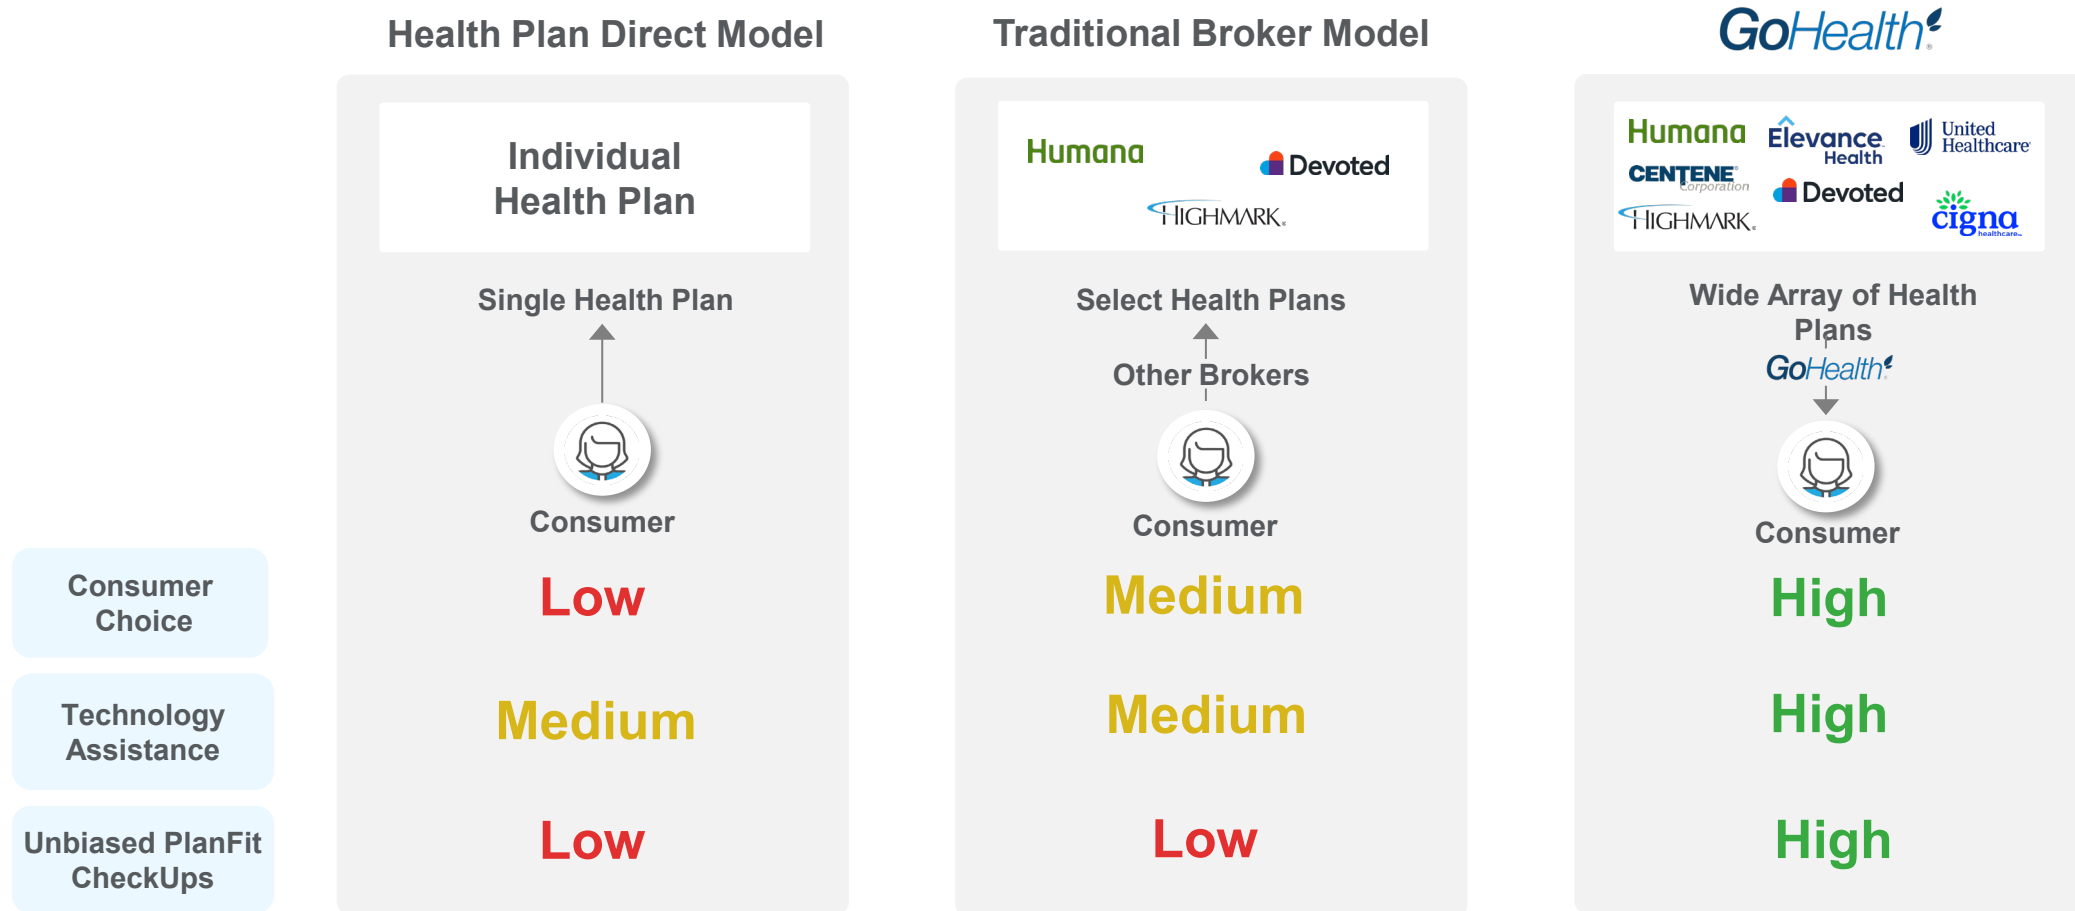 Health Plan Direct Model
Traditional Broker Model
GoHealth®
Individual
Health Plan
Humana
Devoted
HIGHMARK®
Humana
Elevance
Health
United
Healthcare
CENTENE®
Corporation
Devoted
HIGHMARK®
cigna
healthcare
Single Health Plan
Select Health Plans
Wide Array of Health
Plans
Other Brokers
GoHealth
Consumer
Consumer
Consumer
Consumer
Choice
Low
Medium
High
Technology
Assistance
Medium
Medium
High
Unbiased PlanFit
CheckUps
Low
Low
High